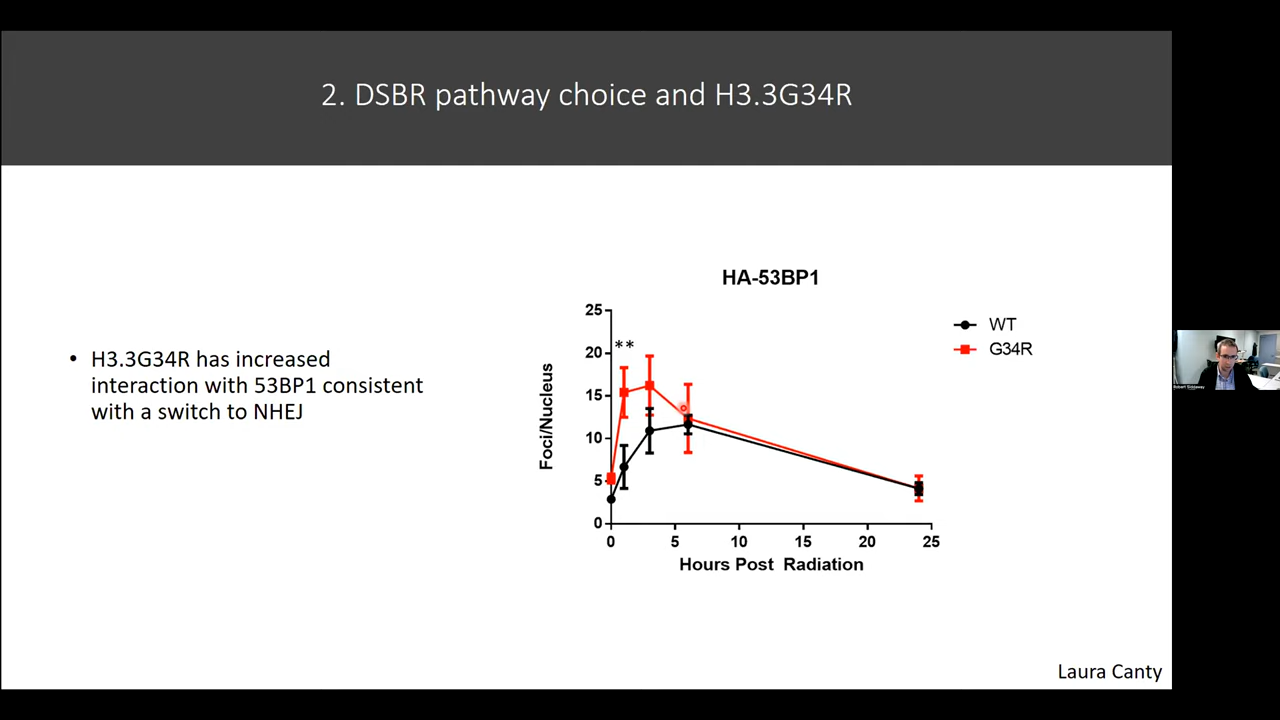 2. DSBR pathway choice and H3.3G34R
• H3.3G34R has increased
interaction with 53BP1 consistent
with a switch to NHEJ
HA-53BP1
25
20
15
10
5
0
**
Foci/Nucleus
0 5 10 15 20 25
Hours Post Radiation
WT
G34R
Robert Siddaway
Laura Canty